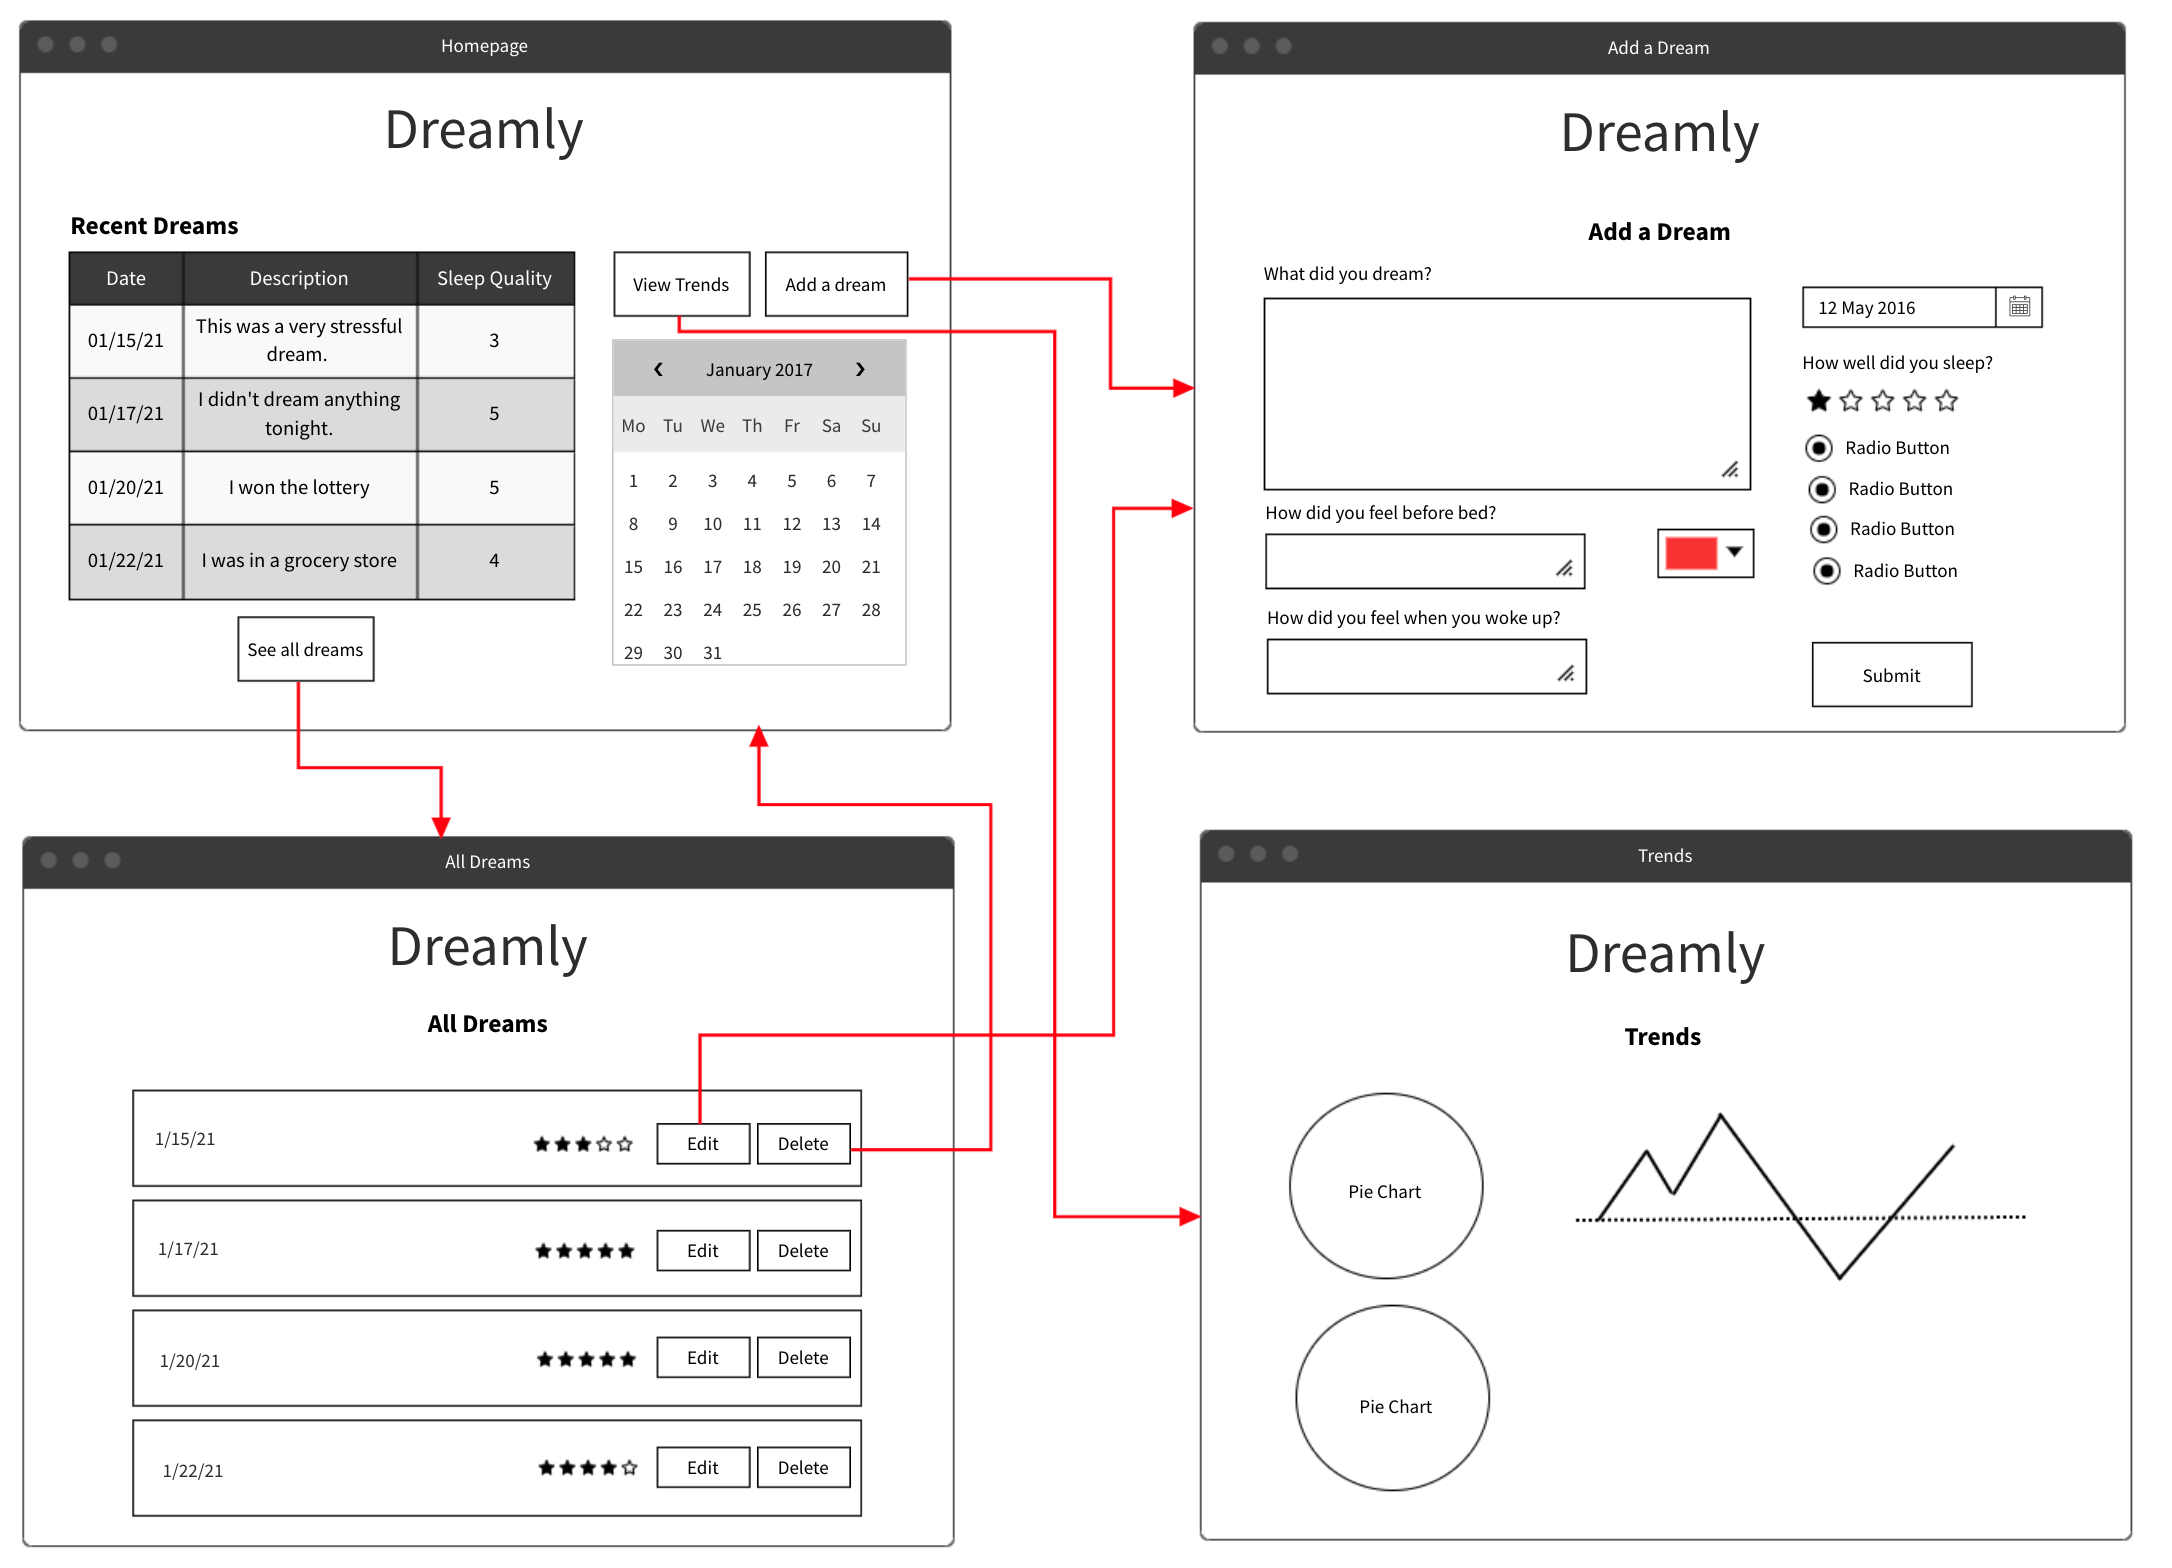 Homepage
Dreamly
Recent Dreams
Date Description Sleep Quality
01/15/21 This was a very stressful dream. 3
01/17/21 I didn't dream anything tonight. 5
01/20/21 I won the lottery 5
01/22/21 I was in a grocery store 4
See all dreams
View Trends Add a dream
January 2017
Mo Tu We Th Fr Sa Su
1 2 3 4 5 6 7
8 9 10 11 12 13 14
15 16 17 18 19 20 21
22 23 24 25 26 27 28
29 30 31
Add a Dream
Dreamly
Add a Dream
What did you dream?
12 May 2016
How well did you sleep?
Radio Button
Radio Button
Radio Button
Radio Button
How did you feel before bed?
How did you feel when you woke up?
Submit
All Dreams
Dreamly
All Dreams
1/15/21 Edit Delete
1/17/21 Edit Delete
1/20/21 Edit Delete
1/22/21 Edit Delete
Trends
Dreamly
Trends
Pie Chart
Pie Chart